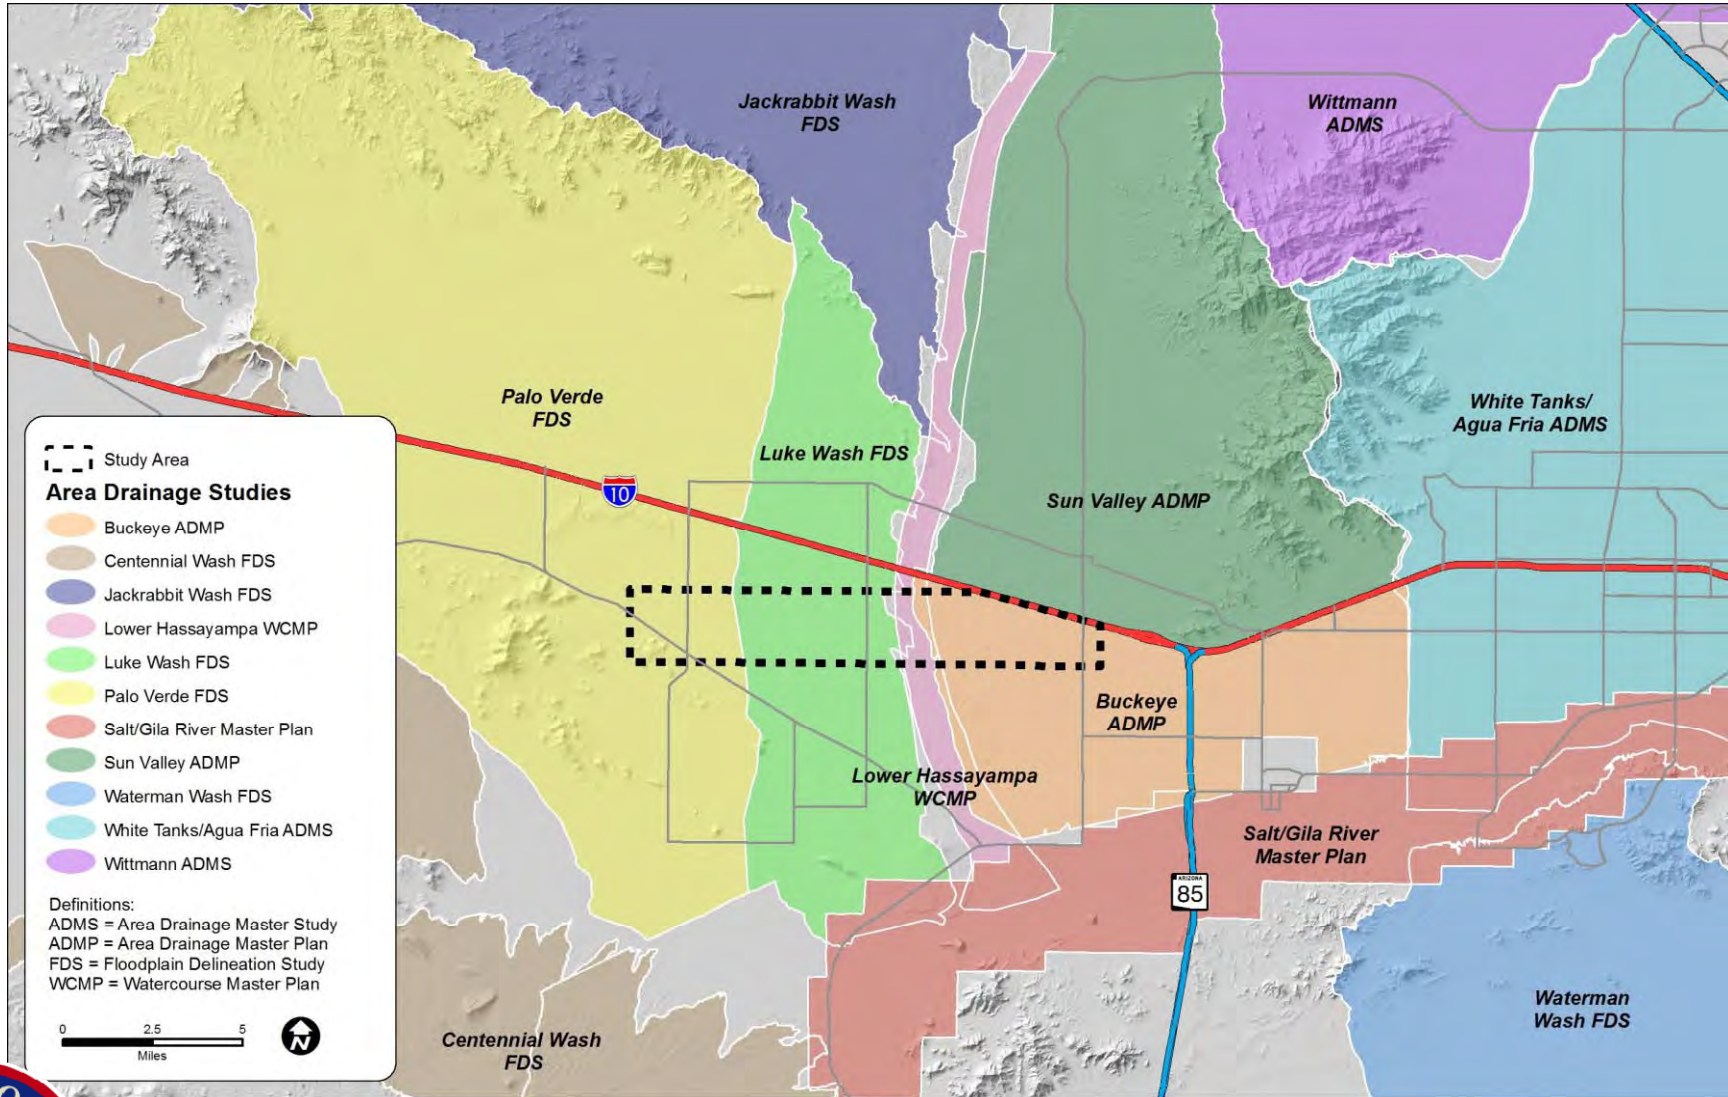 Jackrabbit Wash
FDS
Wittmann
ADMS
Palo Verde
FDS
White Tanks/
Agua Fria ADMS
Luke Wash FDS
10
Sun Valley ADMP
Buckeye
ADMP
Lower Hassayampa
WCMP
Salt/Gila River
Master Plan
ARIZONA
85
Waterman
Wash FDS
Centennial Wash
FDS
Study Area
Area Drainage Studies
Buckeye ADMP
Centennial Wash FDS
Jackrabbit Wash FDS
Lower Hassayampa WCMP
Luke Wash FDS
Palo Verde FDS
Salt/Gila River Master Plan
Sun Valley ADMP
Waterman Wash FDS
White Tanks/Agua Fria ADMS
Wittmann ADMS
Definitions:
ADMS = Area Drainage Master Study
ADMP = Area Drainage Master Plan
FDS = Floodplain Delineation Study
WCMP = Watercourse Master Plan
0 2.5 5
Miles
N